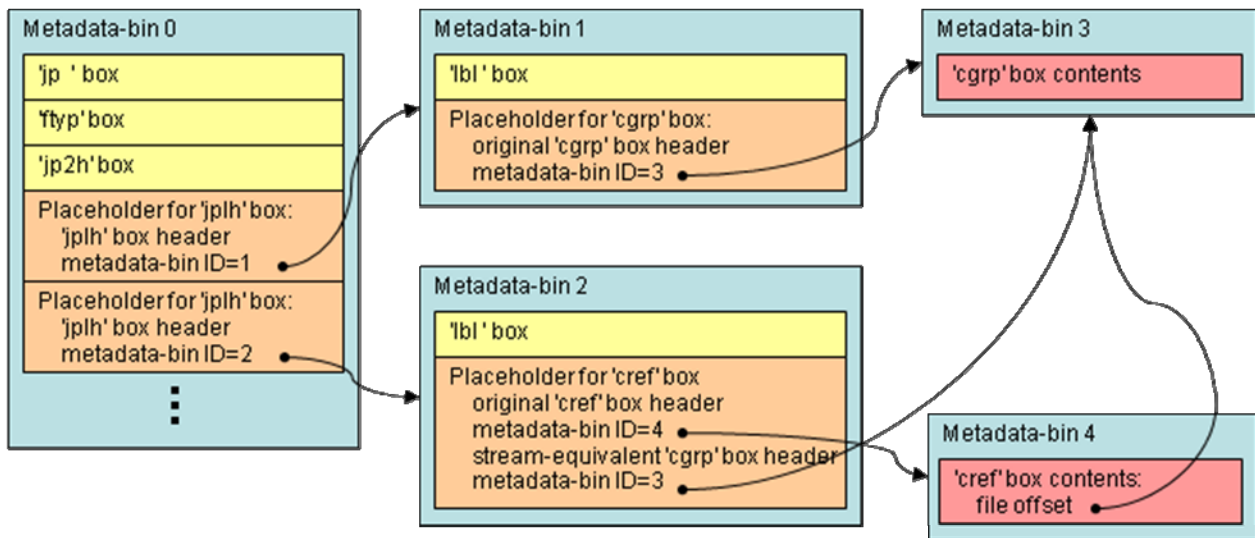 Metadata-bin 0
'jp ' box
'ftyp' box
'jp2h' box
Placeholder for 'jplh' box:
'jplh' box header
metadata-bin ID=1
Placeholder for 'jplh' box:
'jplh' box header
metadata-bin ID=2
Metadata-bin 1
'lbl ' box
Placeholder for 'cgrp' box:
original 'cgrp' box header
metadata-bin ID=3
Metadata-bin 2
'lbl ' box
Placeholder for 'cref' box
original 'cref' box header
metadata-bin ID=4
stream-equivalent 'cgrp' box header
metadata-bin ID=3
Metadata-bin 3
'cgrp' box contents
Metadata-bin 4
'cref' box contents:
file offset